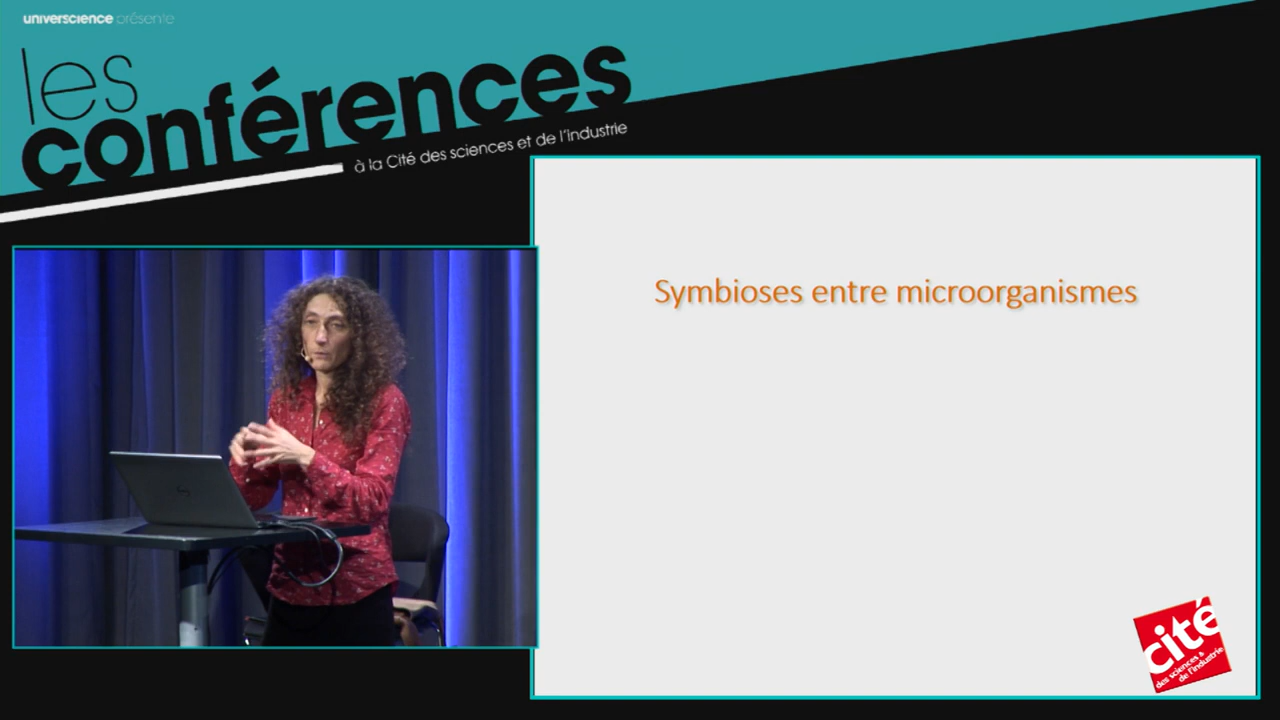 universcience présente
les
conférences
à la Cité des sciences et de l'industrie
Symbioses entre microorganismes
cité
des sciences &
de l'industrie